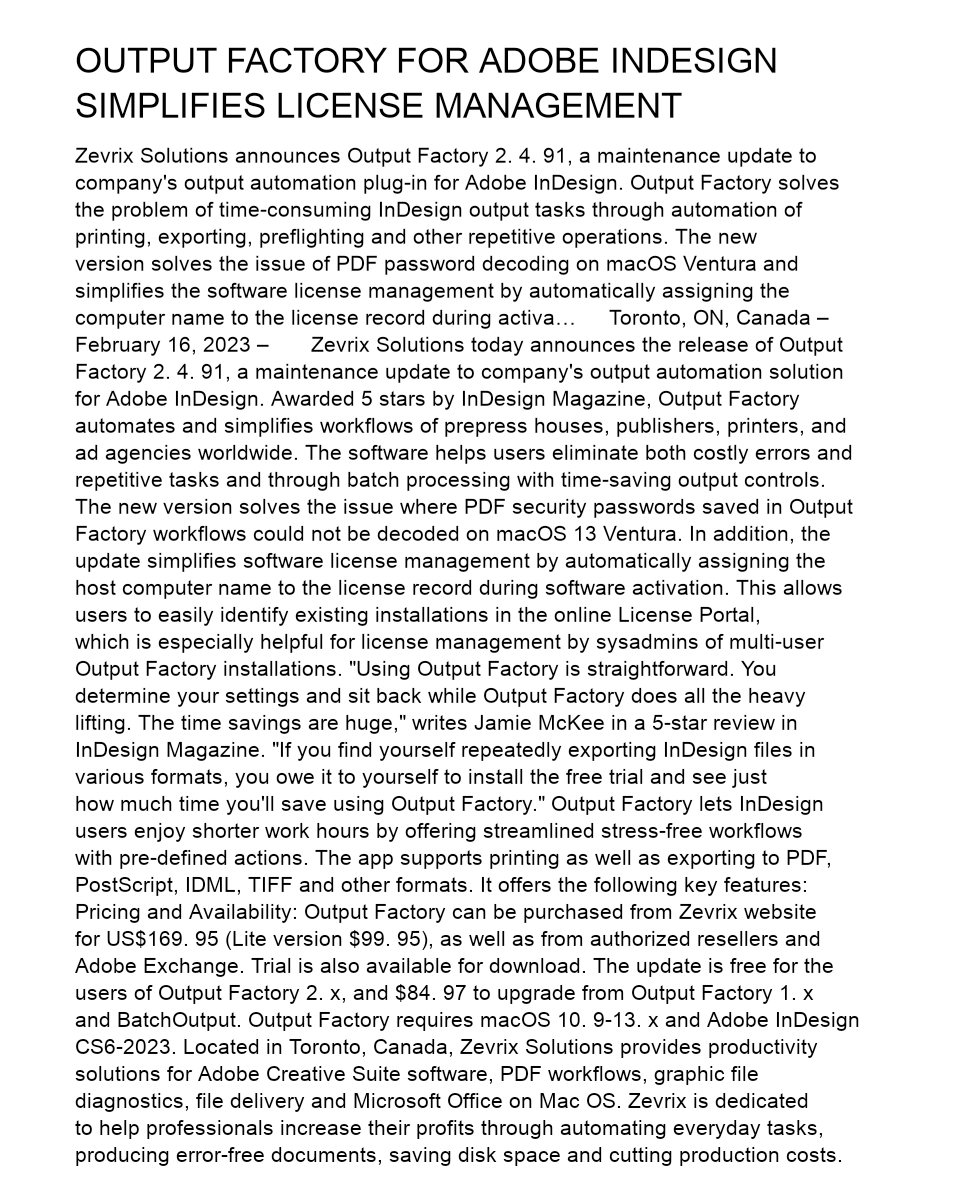 OUTPUT FACTORY FOR ADOBE INDESIGN
SIMPLIFIES LICENSE MANAGEMENT
Zevrix Solutions announces Output Factory 2. 4. 91, a maintenance update to
company's output automation plug-in for Adobe InDesign. Output Factory solves
the problem of time-consuming InDesign output tasks through automation of
printing, exporting, preflighting and other repetitive operations. The new
version solves the issue of PDF password decoding on macOS Ventura and
simplifies the software license management by automatically assigning the
computer name to the license record during activa… Toronto, ON, Canada –
February 16, 2023 – Zevrix Solutions today announces the release of Output
Factory 2. 4. 91, a maintenance update to company's output automation solution
for Adobe InDesign. Awarded 5 stars by InDesign Magazine, Output Factory
automates and simplifies workflows of prepress houses, publishers, printers, and
ad agencies worldwide. The software helps users eliminate both costly errors and
repetitive tasks and through batch processing with time-saving output controls.
The new version solves the issue where PDF security passwords saved in Output
Factory workflows could not be decoded on macOS 13 Ventura. In addition, the
update simplifies software license management by automatically assigning the
host computer name to the license record during software activation. This allows
users to easily identify existing installations in the online License Portal,
which is especially helpful for license management by sysadmins of multi-user
Output Factory installations. "Using Output Factory is straightforward. You
determine your settings and sit back while Output Factory does all the heavy
lifting. The time savings are huge," writes Jamie McKee in a 5-star review in
InDesign Magazine. "If you find yourself repeatedly exporting InDesign files in
various formats, you owe it to yourself to install the free trial and see just
how much time you'll save using Output Factory." Output Factory lets InDesign
users enjoy shorter work hours by offering streamlined stress-free workflows
with pre-defined actions. The app supports printing as well as exporting to PDF,
PostScript, IDML, TIFF and other formats. It offers the following key features:
Pricing and Availability: Output Factory can be purchased from Zevrix website
for US$169. 95 (Lite version $99. 95), as well as from authorized resellers and
Adobe Exchange. Trial is also available for download. The update is free for the
users of Output Factory 2. x, and $84. 97 to upgrade from Output Factory 1. x
and BatchOutput. Output Factory requires macOS 10. 9-13. x and Adobe InDesign
CS6-2023. Located in Toronto, Canada, Zevrix Solutions provides productivity
solutions for Adobe Creative Suite software, PDF workflows, graphic file
diagnostics, file delivery and Microsoft Office on Mac OS. Zevrix is dedicated
to help professionals increase their profits through automating everyday tasks,
producing error-free documents, saving disk space and cutting production costs.